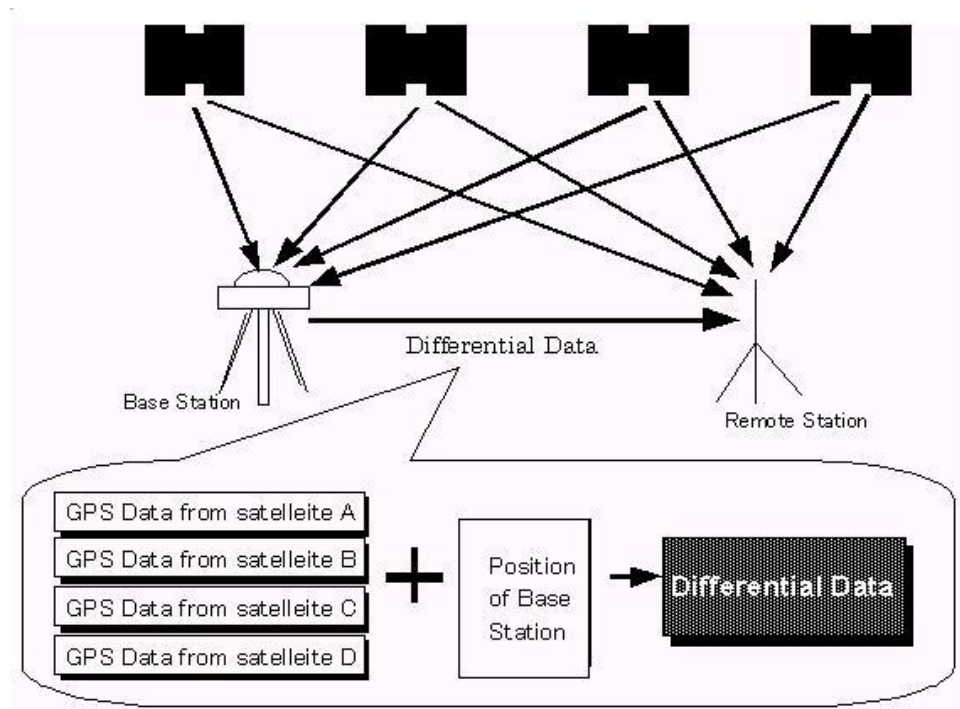 Differential Data
Base Station
Remote Station
GPS Data from satelleite A
GPS Data from satelleite B
GPS Data from satelleite C
GPS Data from satelleite D
Position
of Base
Station
Differential Data